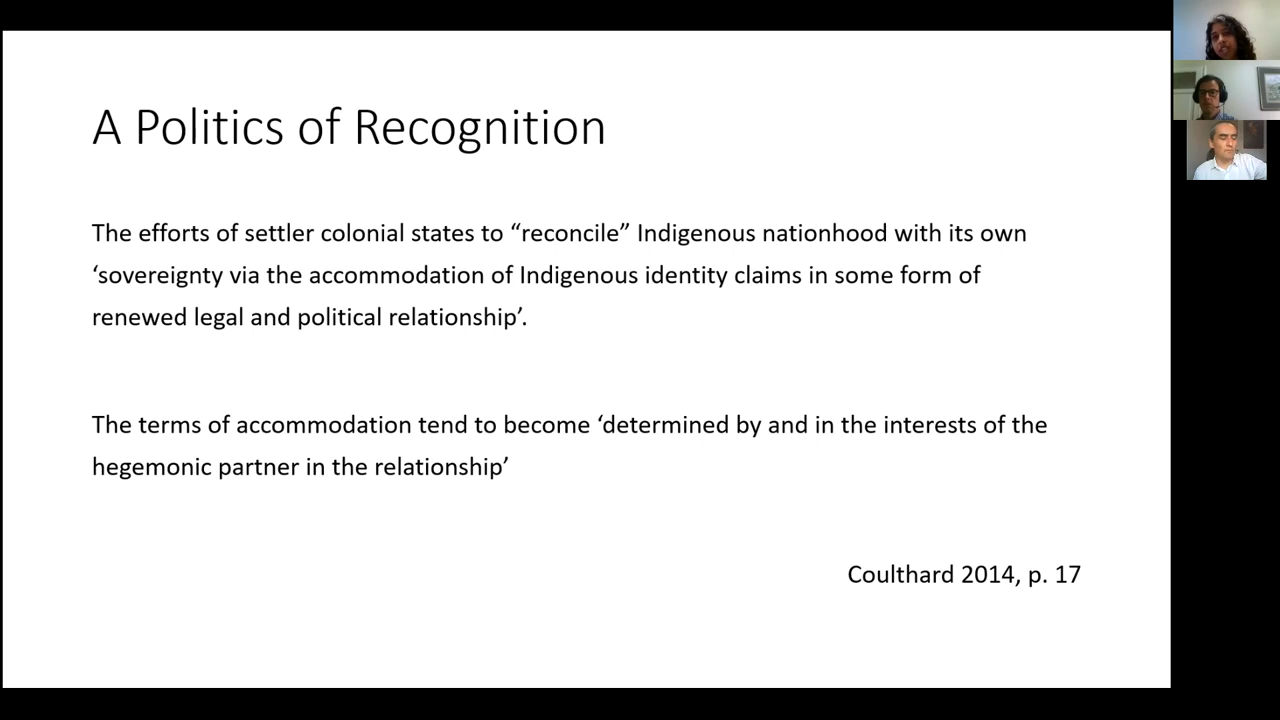 A Politics of Recognition
The efforts of settler colonial states to “reconcile” Indigenous nationhood with its own
‘sovereignty via the accommodation of Indigenous identity claims in some form of
renewed legal and political relationship’.
The terms of accommodation tend to become ‘determined by and in the interests of the
hegemonic partner in the relationship’
Coulthard 2014, p. 17